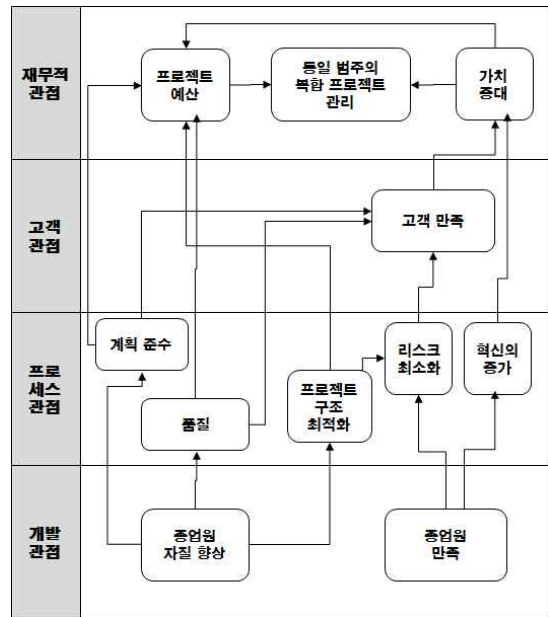 재무적
관점
프로젝트
예산
동일 범주의
복합 프로젝트
관리
가치
증대
고객
관점
고객 만족
프로
세스관점
계획 준수
품질
프로젝트
구조
최적화
리스크
최소화
혁신의
증가
개발
관점
종업원
자질 향상
종업원
만족